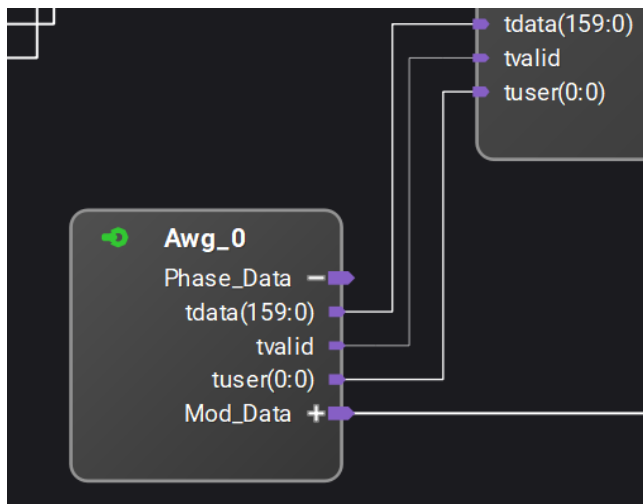 tdata(159:0)
tvalid
tuser(0:0)
Awg_0
Phase_Data
tdata(159:0)
tvalid
tuser(0:0)
Mod_Data